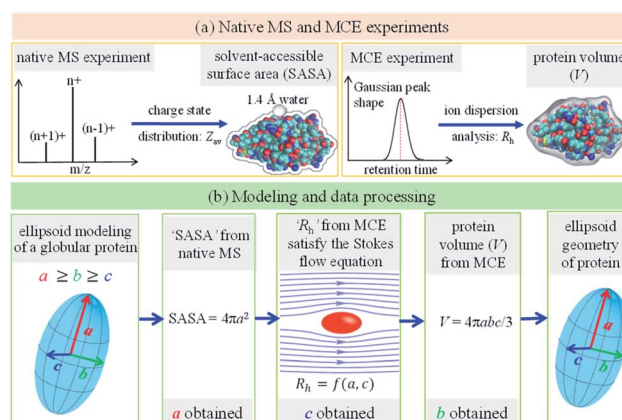 (a) Native MS and MCE experiments
native MS experiment
n+
(n+1)+
(n-1)+
m/z
charge state
distribution: Zav
solvent-accessible
surface area (SASA)
1.4 Å water
MCE experiment
Gaussian peak
shape
retention time
ion dispersion
analysis: Rh
protein volume
(V)
(b) Modeling and data processing
ellipsoid modeling
of a globular protein
a ≥ b ≥ c
a
c
b
'SASA' from
native MS
SASA = 4πa²
a obtained
'Rh' from MCE
satisfy the Stokes
flow equation
Rh = f(a, c)
c obtained
protein
volume (V)
from MCE
V = 4πabc/3
b obtained
ellipsoid
geometry
of protein
a
c
b